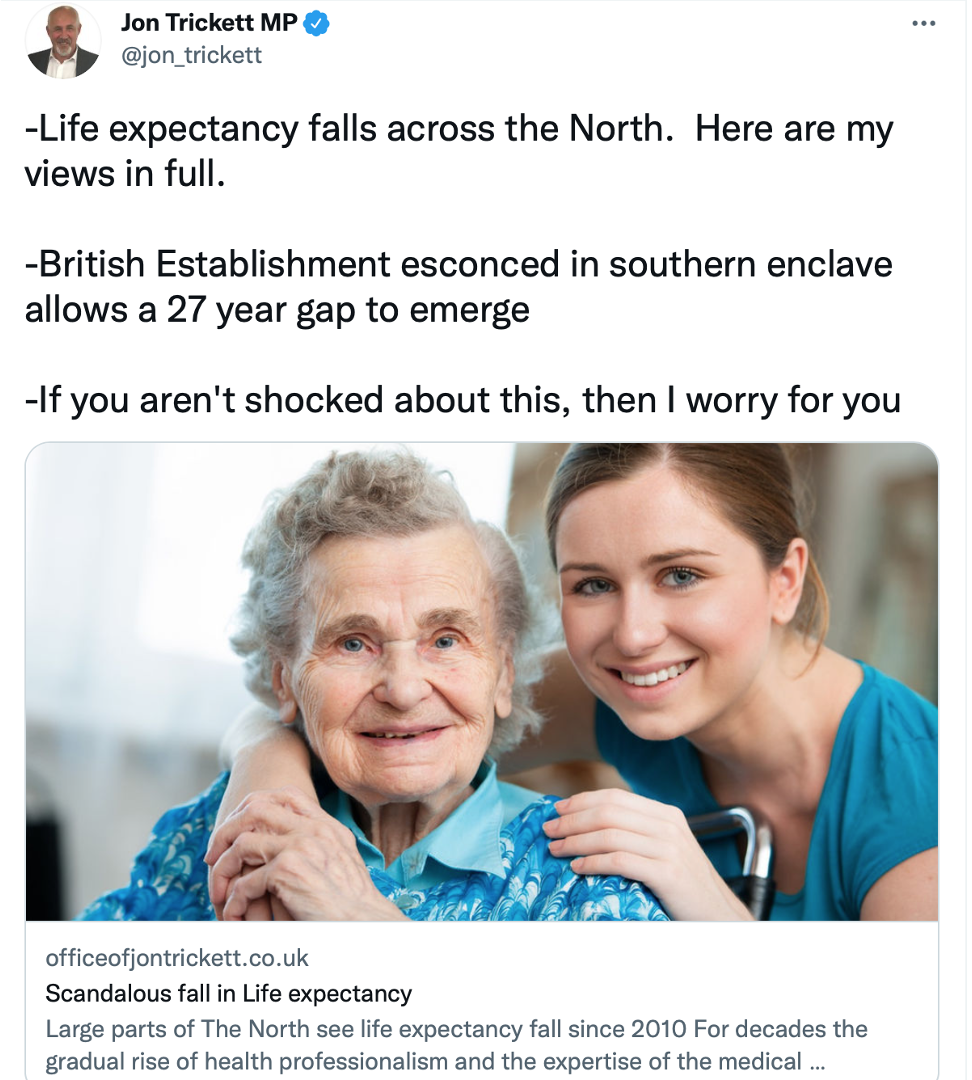 Jon Trickett MP
@jon_trickett
-Life expectancy falls across the North.  Here are my
views in full.
-British Establishment esconced in southern enclave
allows a 27 year gap to emerge
-If you aren't shocked about this, then I worry for you
officeofjontrickett.co.uk
Scandalous fall in Life expectancy
Large parts of The North see life expectancy fall since 2010 For decades the
gradual rise of health professionalism and the expertise of the medical ...